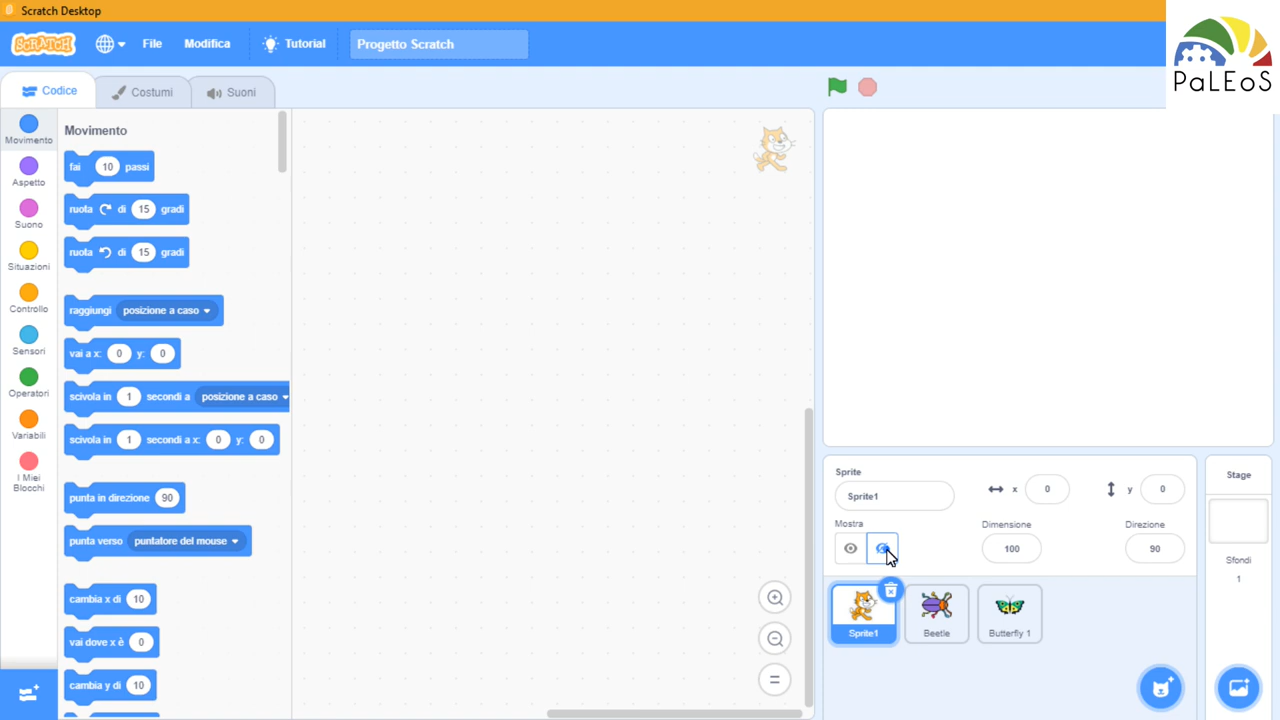 Scratch Desktop
SCRATCH
File
Modifica
Tutorial
Progetto Scratch
PaLEoS
Codice
Costumi
Suoni
Movimento
Aspetto
Suono
Situazioni
Controllo
Sensori
Operatori
Variabili
I Miei
Blocchi
Movimento
fai 10 passi
ruota di 15 gradi
ruota di 15 gradi
raggiungi posizione a caso
vai a x: 0 y: 0
scivola in 1 secondi a posizione a caso
scivola in 1 secondi a x: 0 y: 0
punta in direzione 90
punta verso puntatore del mouse
cambia x di 10
vai dove x è 0
cambia y di 10
Sprite
Sprite1
x 0
y 0
Mostra
Dimensione
100
Direzione
90
Sprite1
Beetle
Butterfly 1
Stage
Sfondi
1